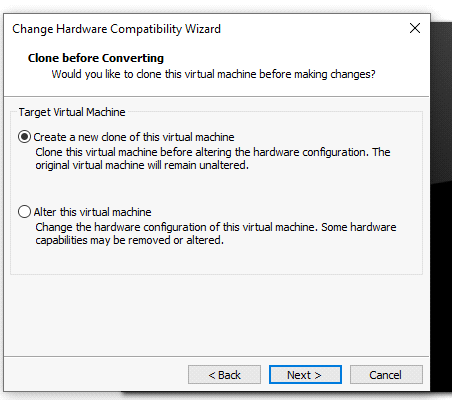 Change Hardware Compatibility Wizard
Clone before Converting
Would you like to clone this virtual machine before making changes?
Target Virtual Machine
Create a new clone of this virtual machine
Clone this virtual machine before altering the hardware configuration. The
original virtual machine will remain unaltered.
Alter this virtual machine
Change the hardware configuration of this virtual machine. Some hardware
capabilities may be removed or altered.
< Back
Next >
Cancel